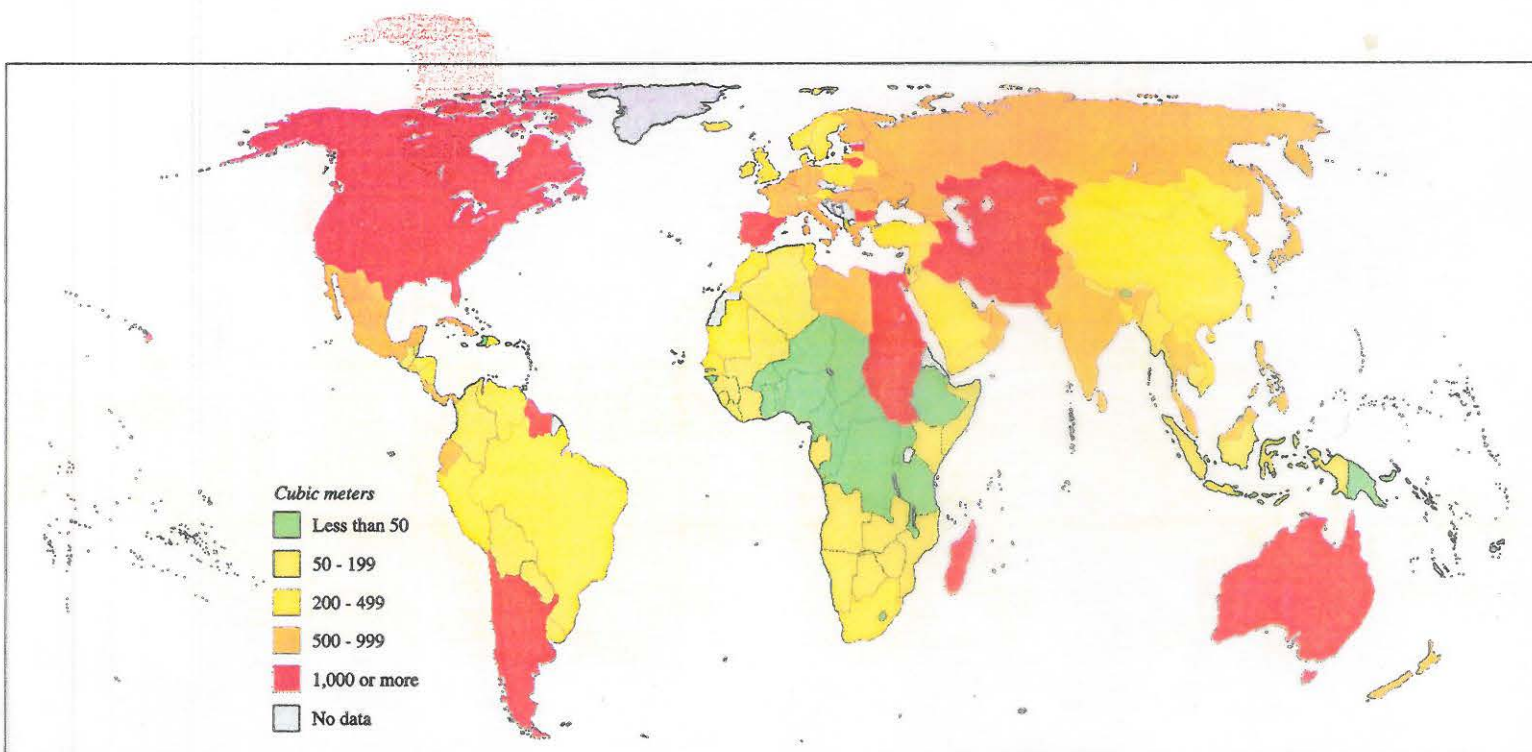 Cubic meters
Less than 50
50 - 199
200 - 499
500 - 999
1,000 or more
No data